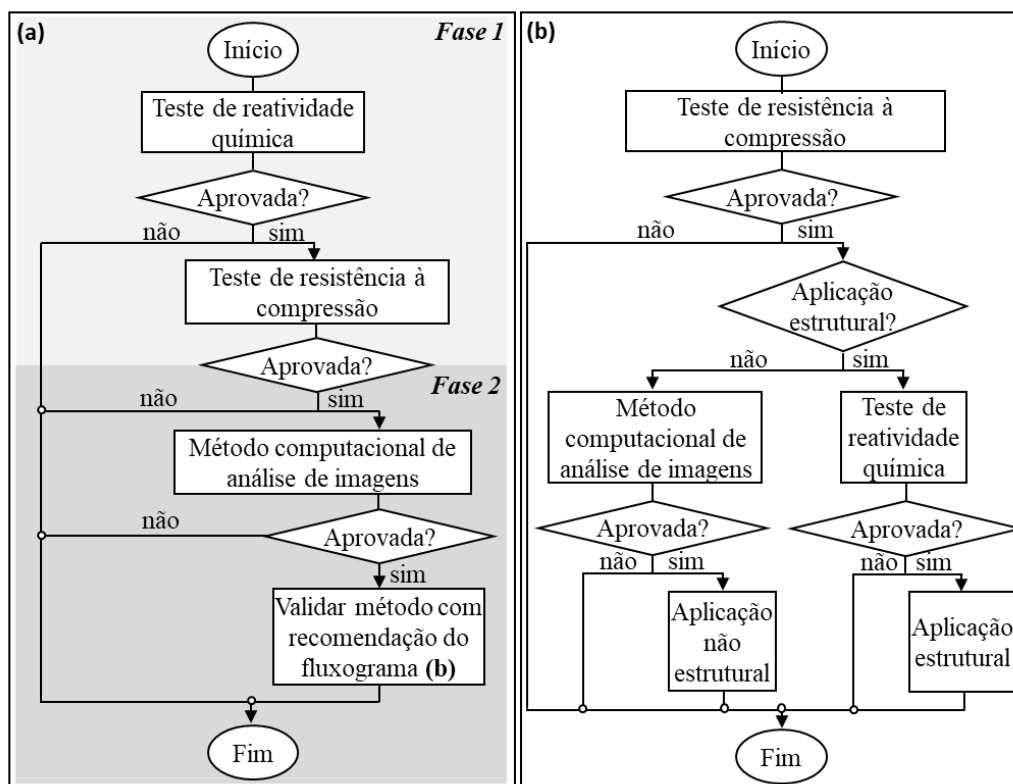 (a)
Fase 1
Início
Teste de reatividade
química
Aprovada?
não
sim
Teste de resistência à
compressão
Aprovada?
Fase 2
não
sim
Método computacional de
análise de imagens
não
Aprovada?
sim
Validar método com
recomendação do
fluxograma (b)
Fim
(b)
Início
Teste de resistência à
compressão
Aprovada?
não
sim
Aplicação
estrutural?
não
sim
Método
computacional de
análise de imagens
Aprovada?
não
sim
Aplicação
não
estrutural
Teste de
reatividade
química
Aprovada?
não
sim
Aplicação
estrutural
Fim